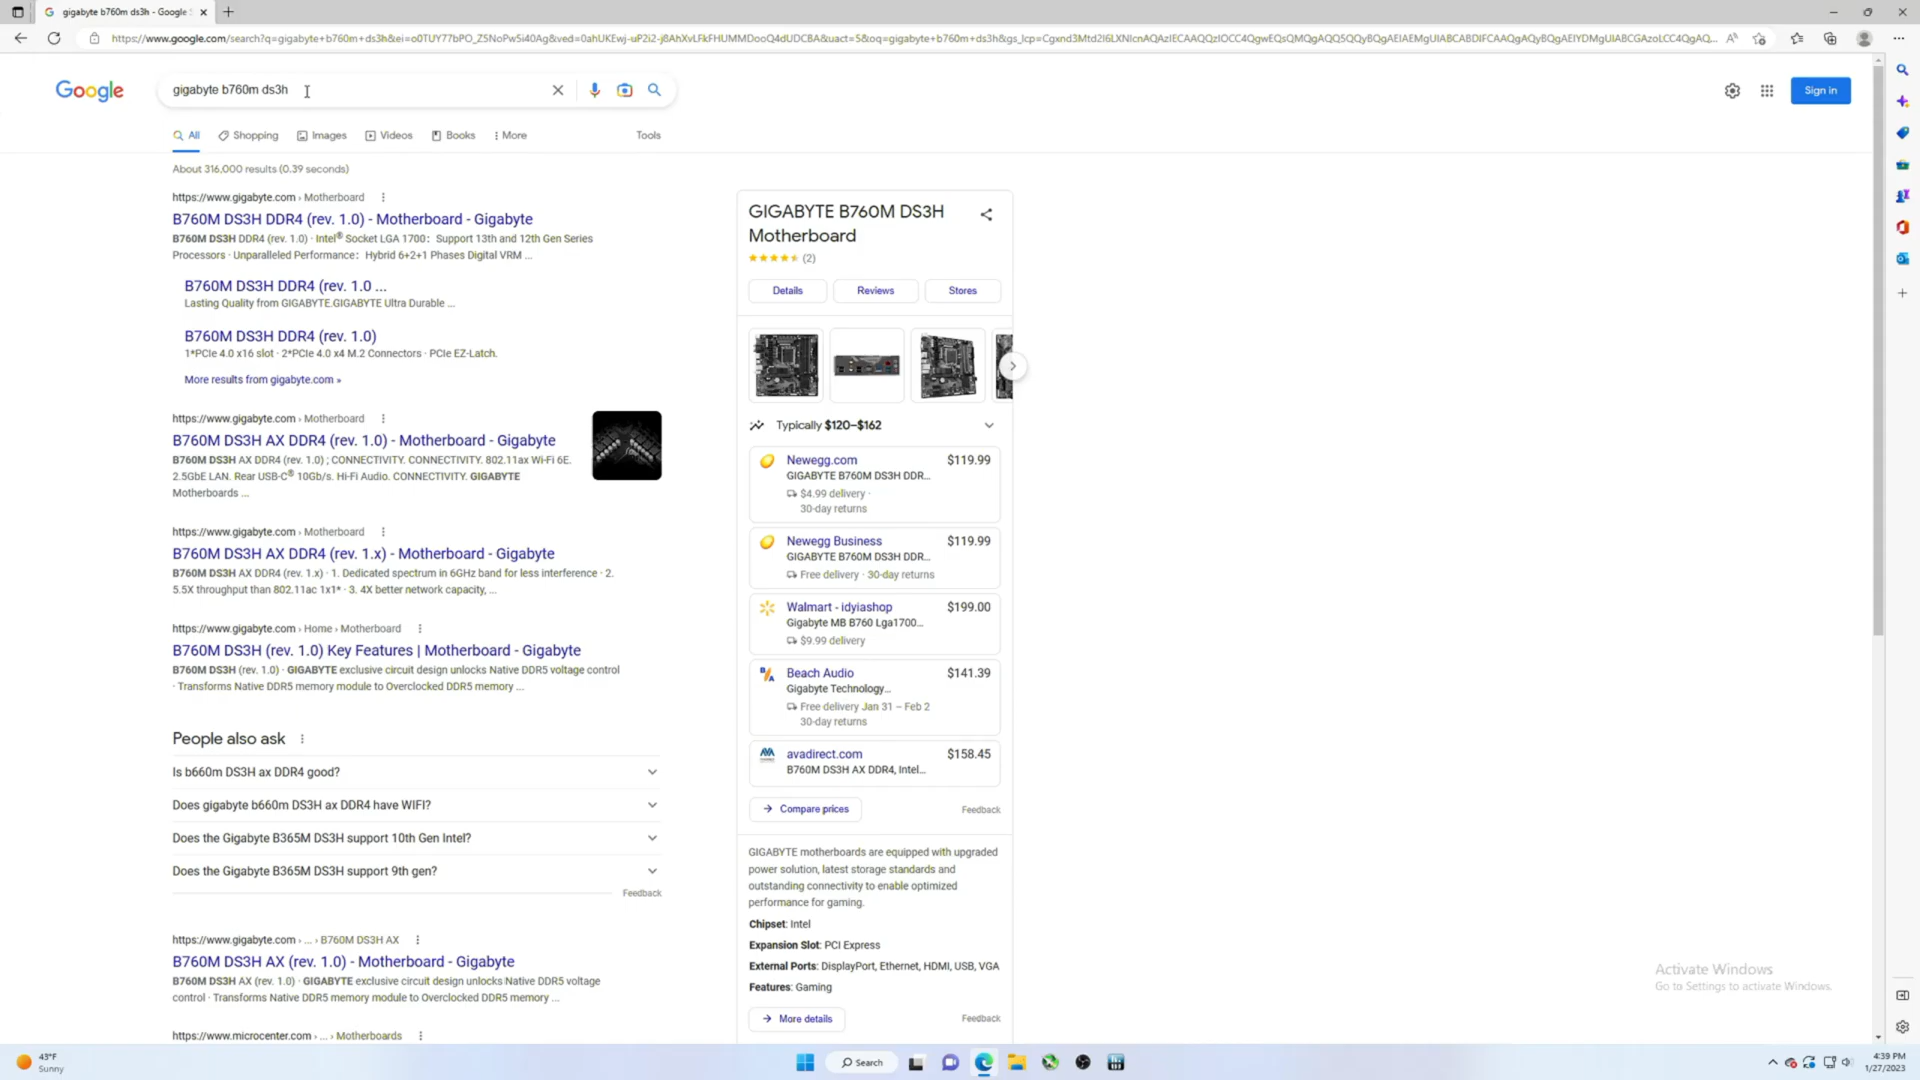 gigabyte b760m ds3h - Google S
https://www.google.com/search?q=gigabyte+b760m+ds3h&ei=
Google
gigabyte b760m ds3h
Sign in
All
Shopping
Images
Videos
Books
More
Tools
About 316,000 results (0.39 seconds)
https://www.gigabyte.com › Motherboard
B760M DS3H DDR4 (rev. 1.0) - Motherboard - Gigabyte
B760M DS3H DDR4 (rev. 1.0) · Intel® Socket LGA 1700: Support 13th and 12th Gen Series
Processors · Unparalleled Performance: Hybrid 6+2+1 Phases Digital VRM ...
B760M DS3H DDR4 (rev. 1.0 ...
Lasting Quality from GIGABYTE.GIGABYTE Ultra Durable ...
B760M DS3H DDR4 (rev. 1.0)
1*PCIe 4.0 x16 slot · 2*PCIe 4.0 x4 M.2 Connectors · PCIe EZ-Latch.
More results from gigabyte.com »
https://www.gigabyte.com › Motherboard
B760M DS3H AX DDR4 (rev. 1.0) - Motherboard - Gigabyte
B760M DS3H AX DDR4 (rev. 1.0) ; CONNECTIVITY. CONNECTIVITY. 802.11ax Wi-Fi 6E.
2.5GbE LAN. Rear USB-C® 10Gb/s. Hi-Fi Audio. CONNECTIVITY. GIGABYTE
Motherboards ...
https://www.gigabyte.com › Motherboard
B760M DS3H AX DDR4 (rev. 1.x) - Motherboard - Gigabyte
B760M DS3H AX DDR4 (rev. 1.x) · 1. Dedicated spectrum in 6GHz band for less interference · 2.
5.5X throughput than 802.11ac 1x1* · 3. 4X better network capacity, ...
https://www.gigabyte.com › Home › Motherboard
B760M DS3H (rev. 1.0) Key Features | Motherboard - Gigabyte
B760M DS3H (rev. 1.0) · GIGABYTE exclusive circuit design unlocks Native DDR5 voltage control
· Transforms Native DDR5 memory module to Overclocked DDR5 memory ...
People also ask
Is b660m DS3H ax DDR4 good?
Does gigabyte b660m DS3H ax DDR4 have WIFI?
Does the Gigabyte B365M DS3H support 10th Gen Intel?
Does the Gigabyte B365M DS3H support 9th gen?
Feedback
https://www.gigabyte.com › ... › B760M DS3H AX
B760M DS3H AX (rev. 1.0) - Motherboard - Gigabyte
B760M DS3H AX (rev. 1.0) · GIGABYTE exclusive circuit design unlocks Native DDR5 voltage
control · Transforms Native DDR5 memory module to Overclocked DDR5 memory ...
https://www.microcenter.com › ... › Motherboards
GIGABYTE B760M DS3H
Motherboard
(2)
Details
Reviews
Stores
Typically $120–$162
Newegg.com $119.99
GIGABYTE B760M DS3H DDR...
$4.99 delivery ·
30-day returns
Newegg Business $119.99
GIGABYTE B760M DS3H DDR...
Free delivery · 30-day returns
Walmart - idyiashop $199.00
Gigabyte MB B760 Lga1700...
$9.99 delivery
Beach Audio $141.39
Gigabyte Technology...
Free delivery Jan 31 – Feb 2
30-day returns
avadirect.com $158.45
B760M DS3H AX DDR4, Intel...
Compare prices
Feedback
GIGABYTE motherboards are equipped with upgraded
power solution, latest storage standards and
outstanding connectivity to enable optimized
performance for gaming.
Chipset: Intel
Expansion Slot: PCI Express
External Ports: DisplayPort, Ethernet, HDMI, USB, VGA
Features: Gaming
More details
Feedback
Activate Windows
Go to Settings to activate Windows.
43°F
Sunny
Search
4:39 PM
1/27/2023